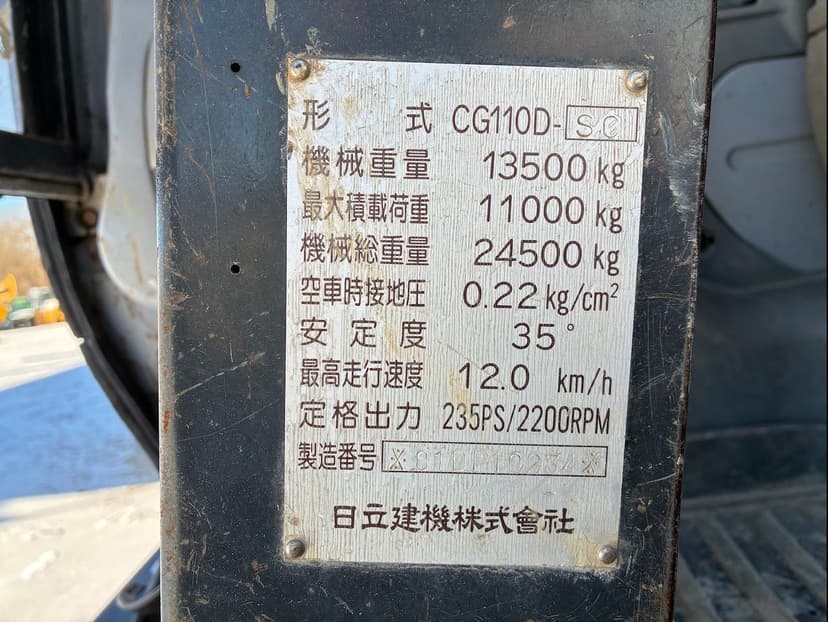 形 式 CG110D-SC
機械重量 13500 kg
最大積載荷重 11000 kg
機械総重量 24500 kg
空車時接地圧 0.22 kg/cm²
安定度 35°
最高走行速度 12.0 km/h
定格出力 235PS/2200RPM
製造番号
日立建機株式會社